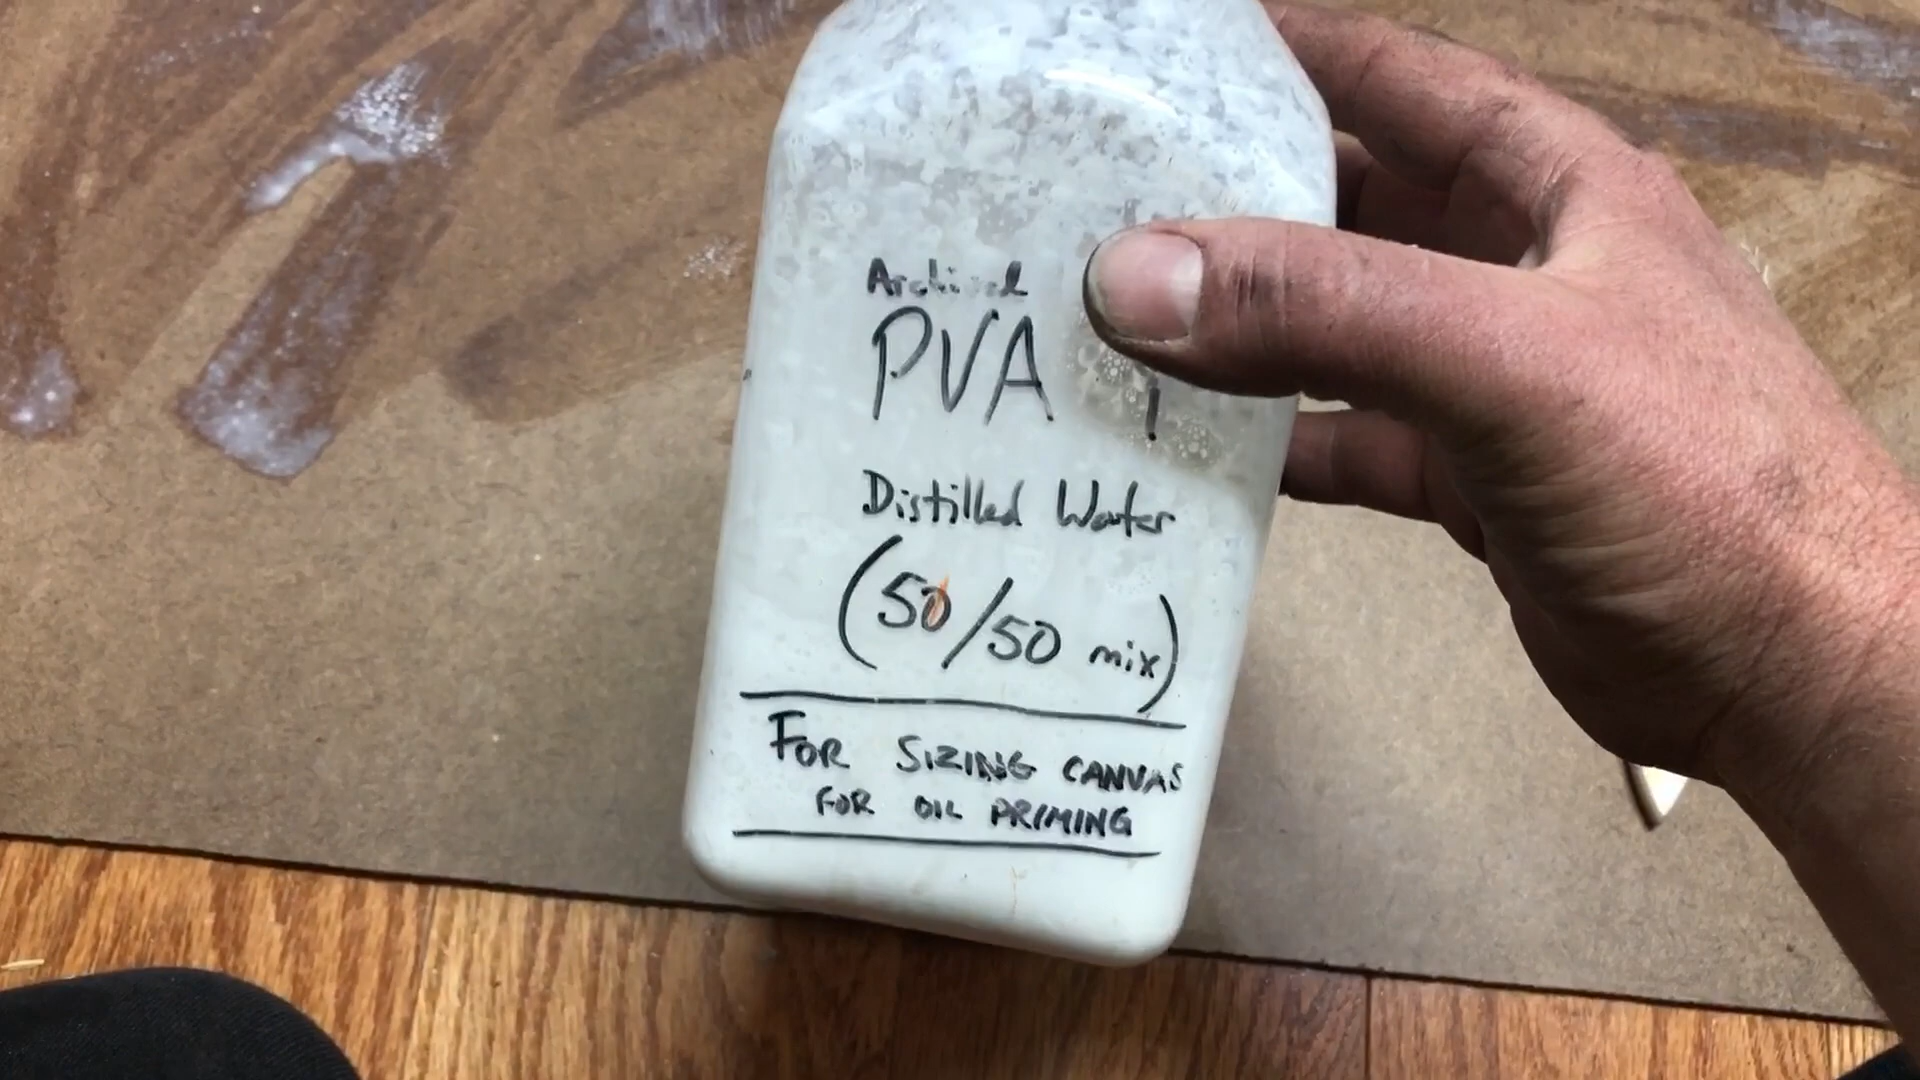 Archival
PVA
Distilled Water
(50/50 mix)
FOR SIZING CANVAS
FOR OIL PRIMING